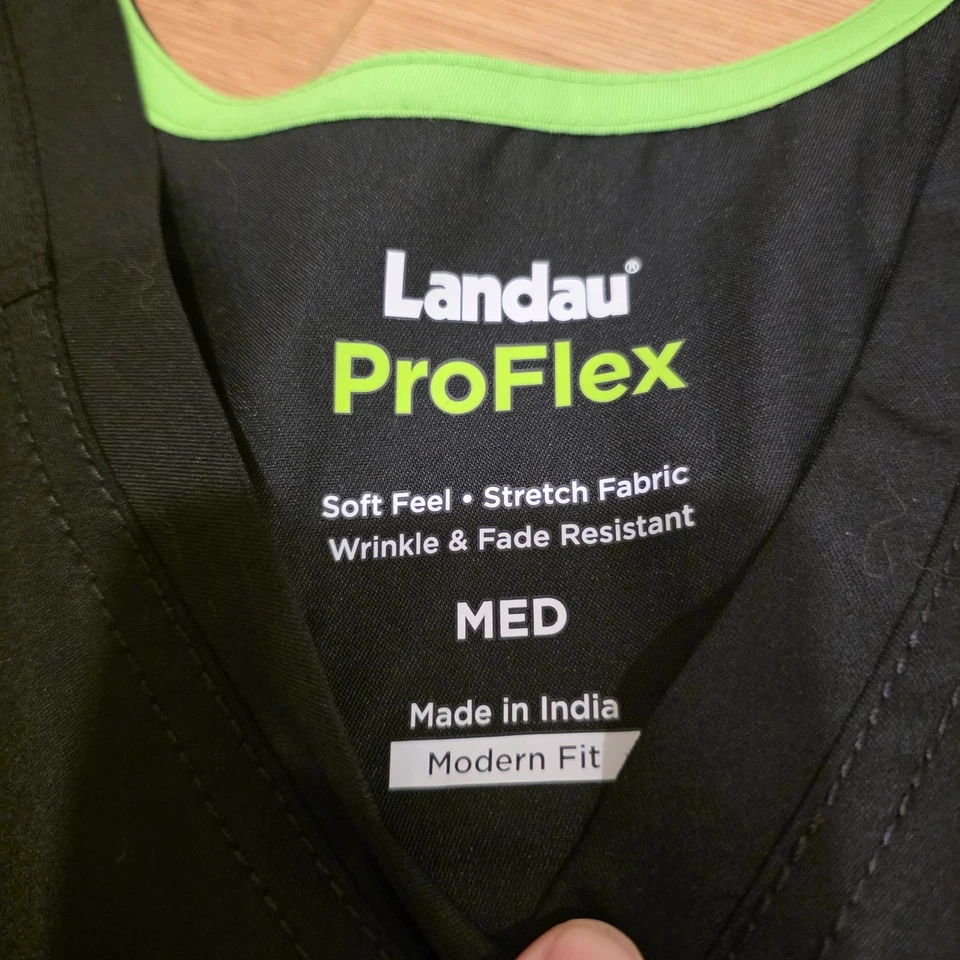 Landau®
ProFlex
Soft Feel • Stretch Fabric
Wrinkle & Fade Resistant
MED
Made in India
Modern Fit